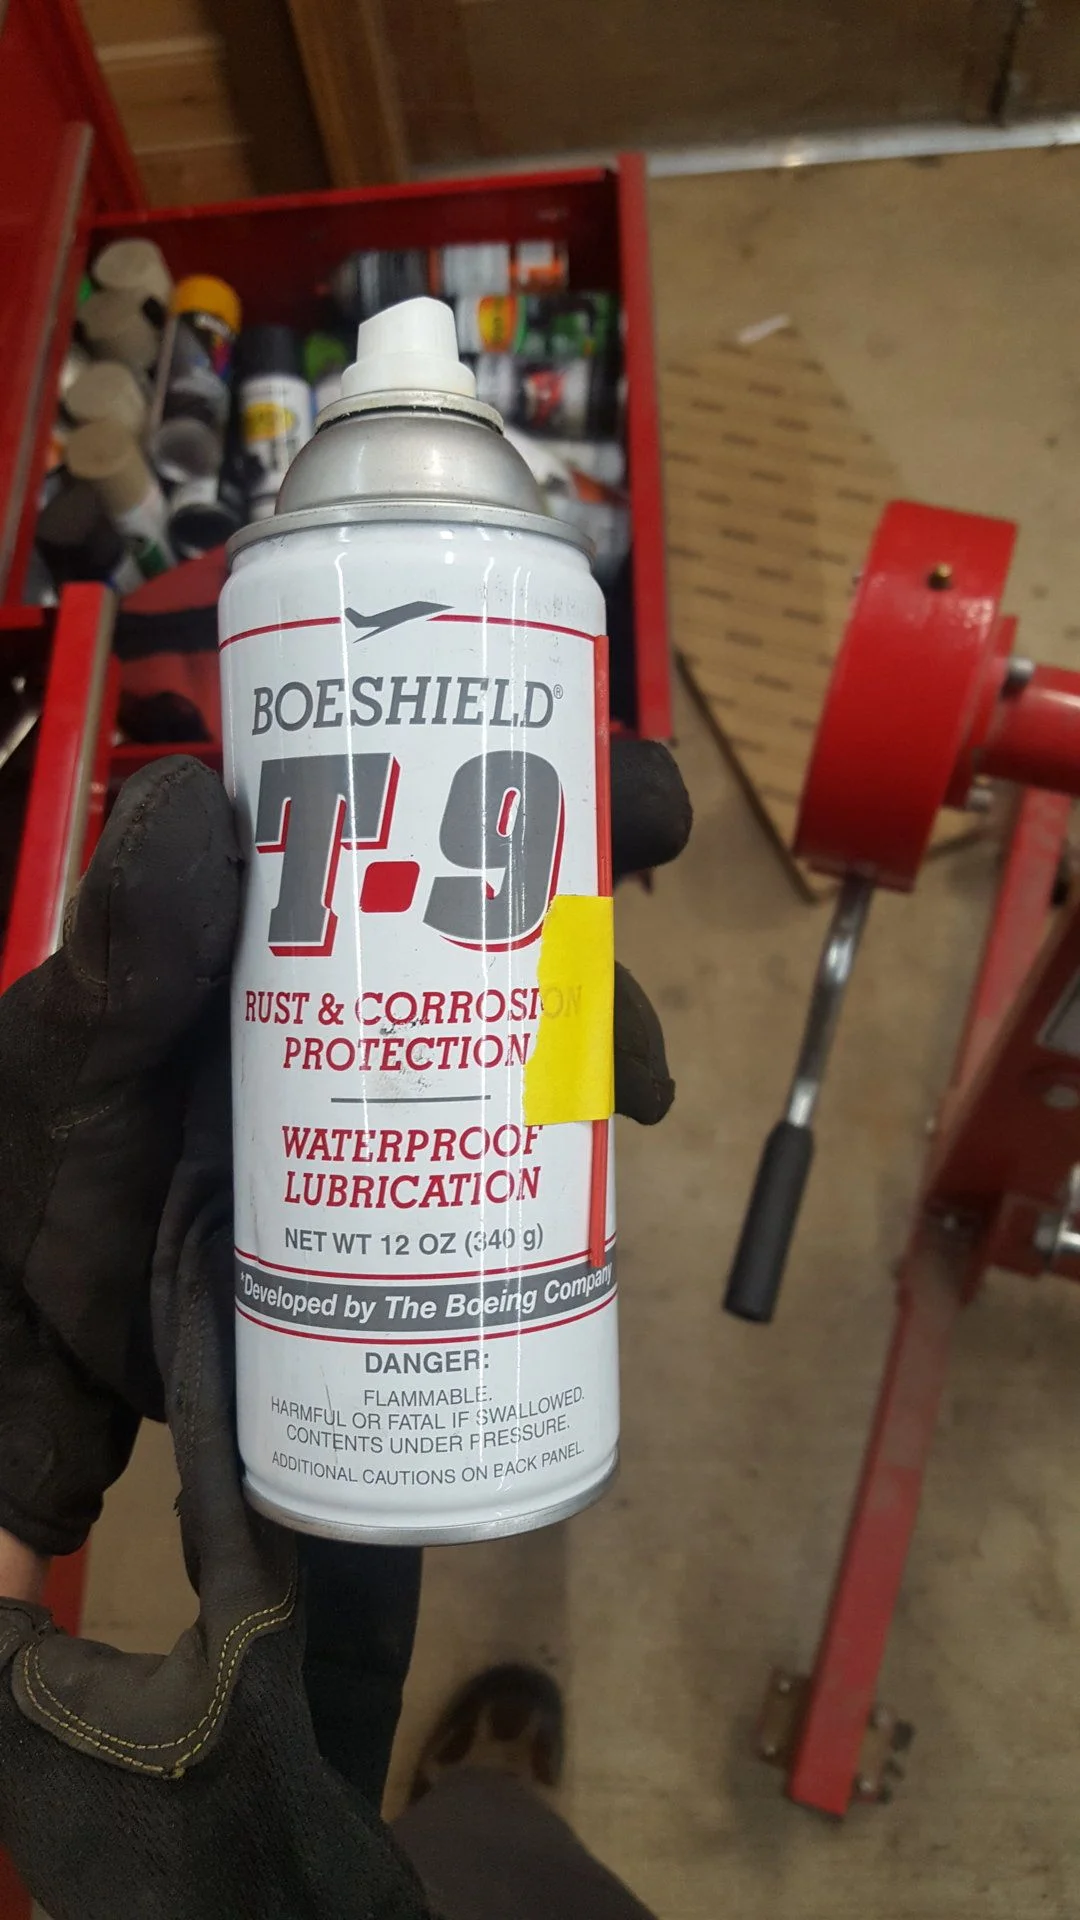 BOESHIELD®
T·9
RUST & CORROSION
PROTECTION
WATERPROOF
LUBRICATION
NET WT 12 OZ (340 g)
*Developed by The Boeing Company
DANGER:
FLAMMABLE.
HARMFUL OR FATAL IF SWALLOWED.
CONTENTS UNDER PRESSURE.
ADDITIONAL CAUTIONS ON BACK PANEL.